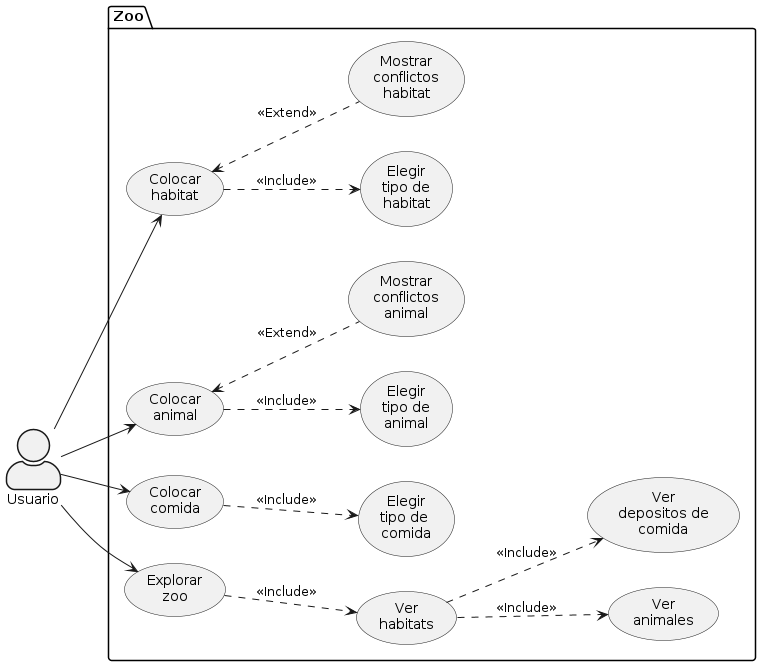 Zoo
Mostrar
conflictos
habitat
«Extend»
Colocar
habitat
«Include»
Elegir
tipo de
habitat
Mostrar
conflictos
animal
«Extend»
Colocar
animal
«Include»
Elegir
tipo de
animal
Usuario
Colocar
comida
«Include»
Elegir
tipo de
comida
Ver
depositos de
comida
«Include»
Explorar
zoo
«Include»
Ver
habitats
«Include»
Ver
animales